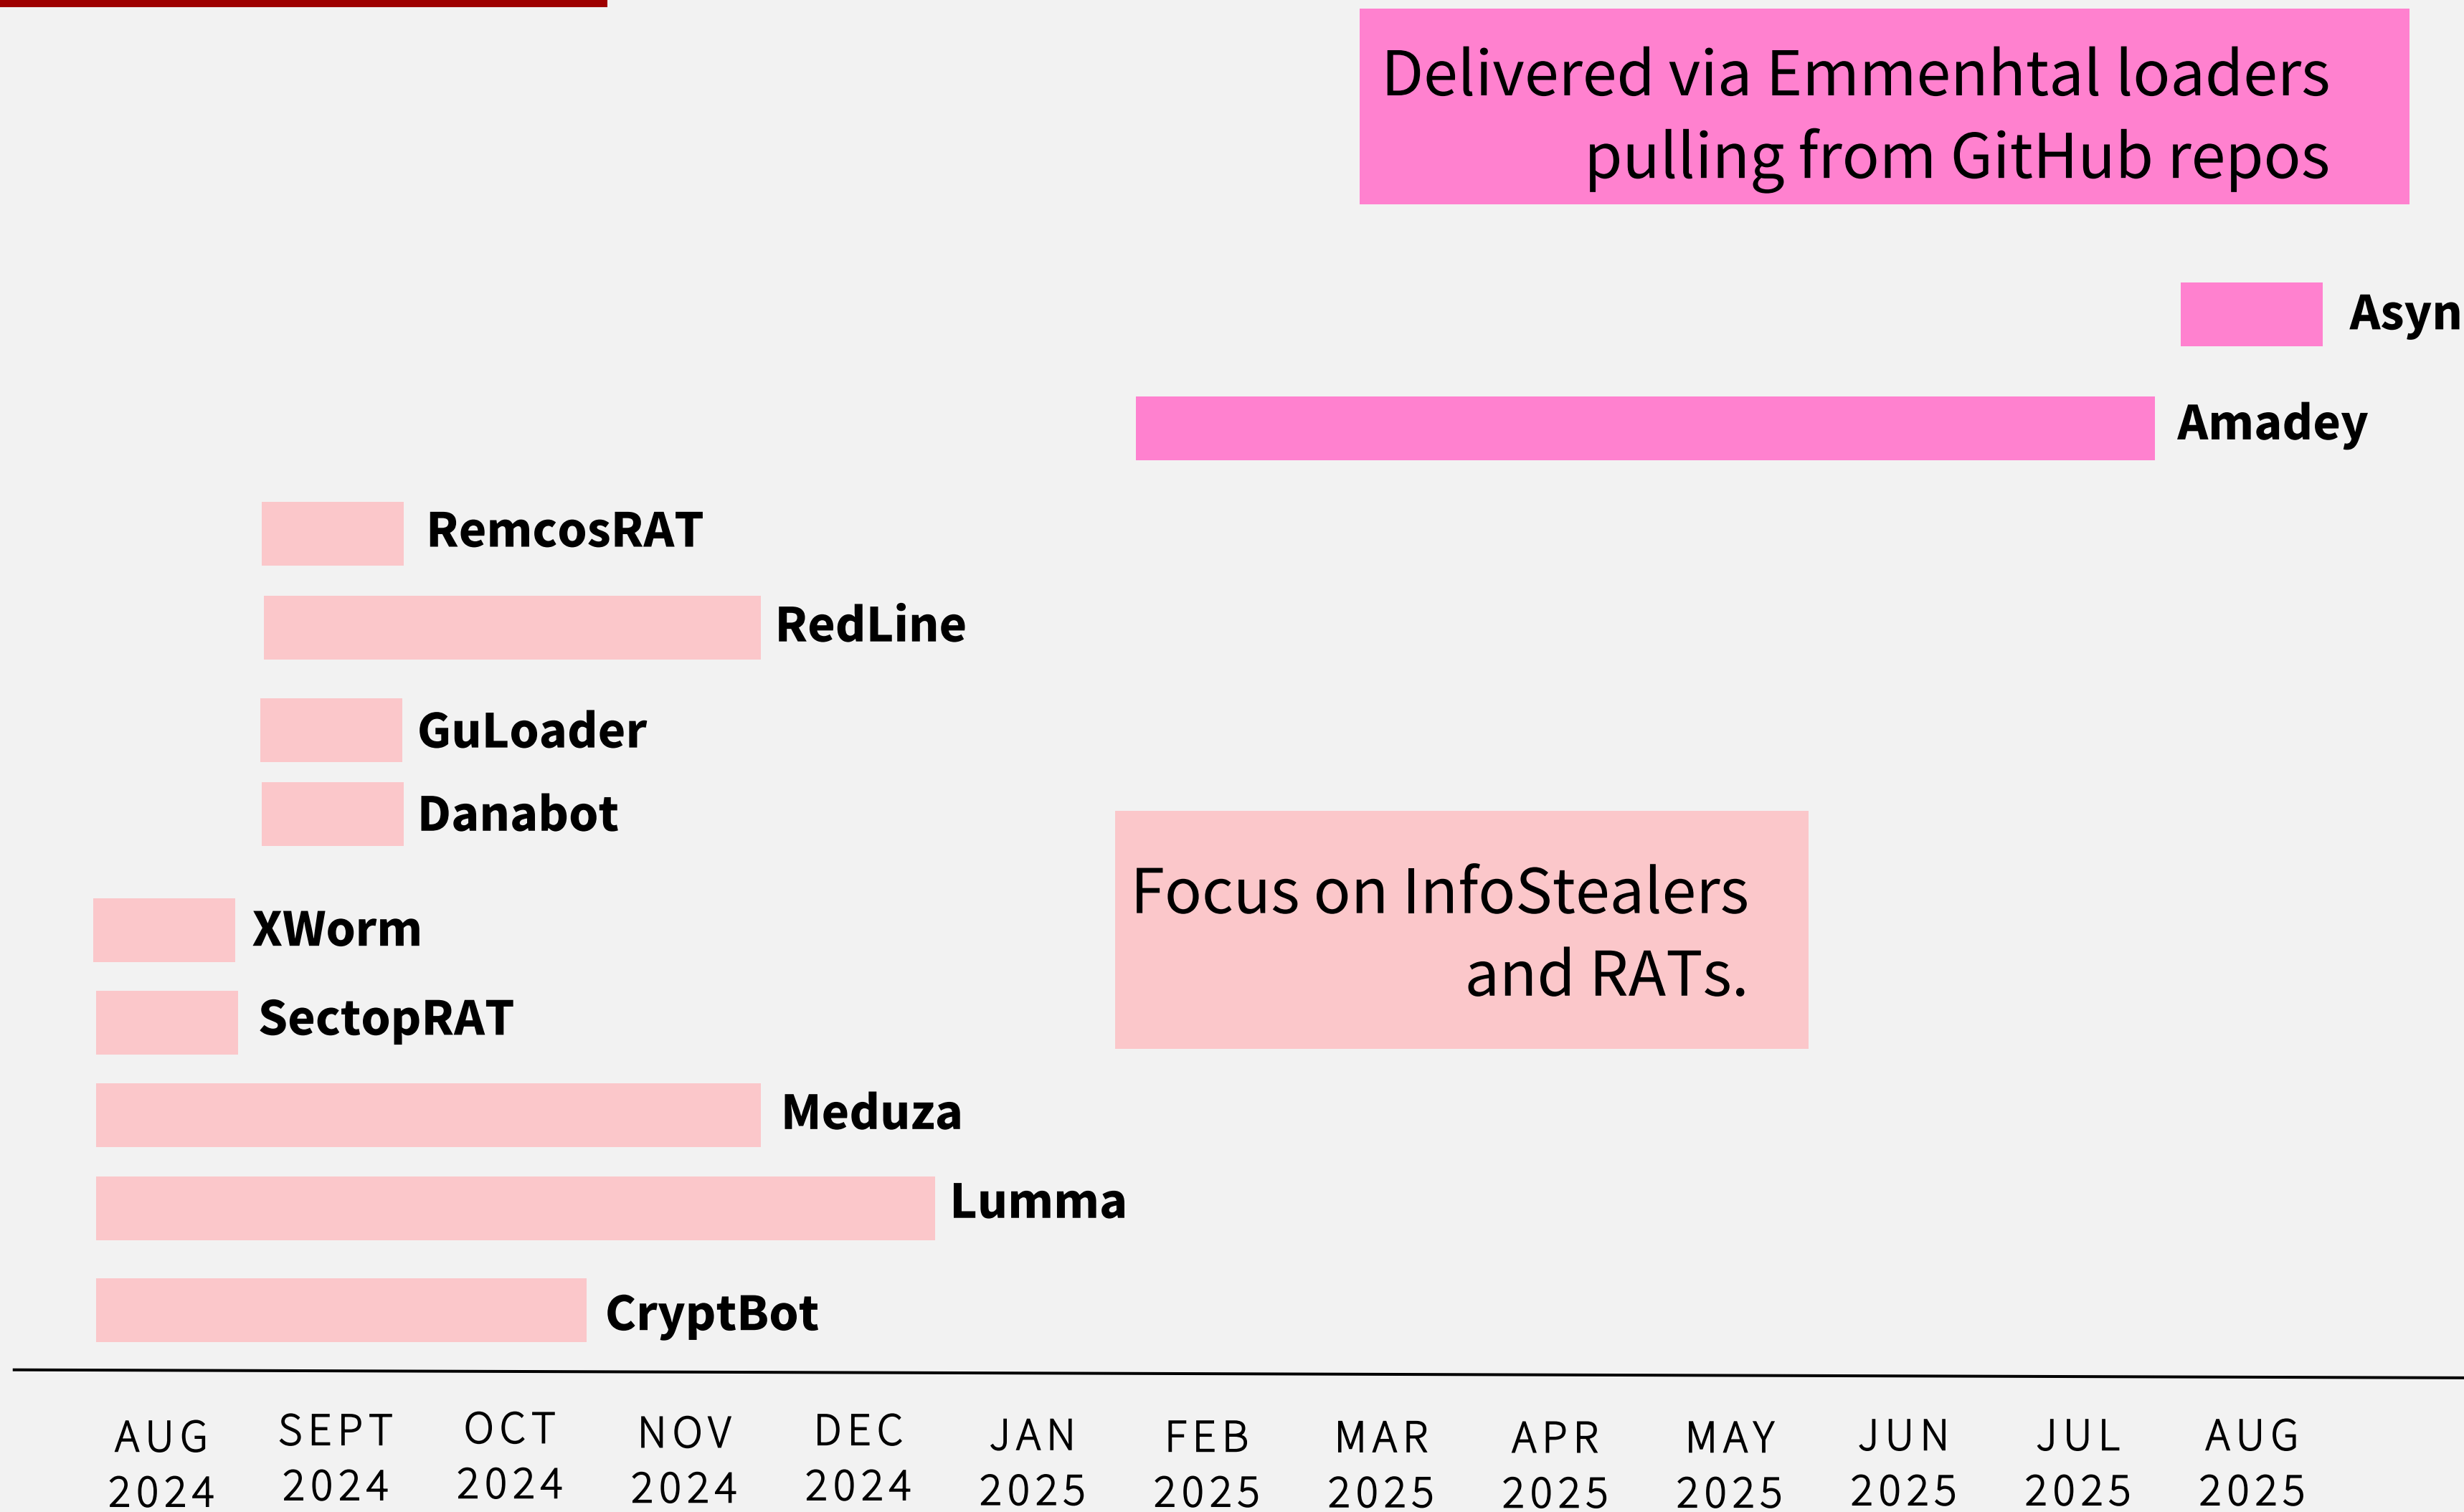 Delivered via Emmenhtal loaders
pulling from GitHub repos
Asyn
Amadey
RemcosRAT
RedLine
GuLoader
Danabot
Focus on InfoStealers
and RATs.
XWorm
SectopRAT
Meduza
Lumma
CryptBot
AUG SEPT OCT NOV DEC JAN FEB MAR APR MAY JUN JUL AUG
2024 2024 2024 2024 2024 2025 2025 2025 2025 2025 2025 2025 2025